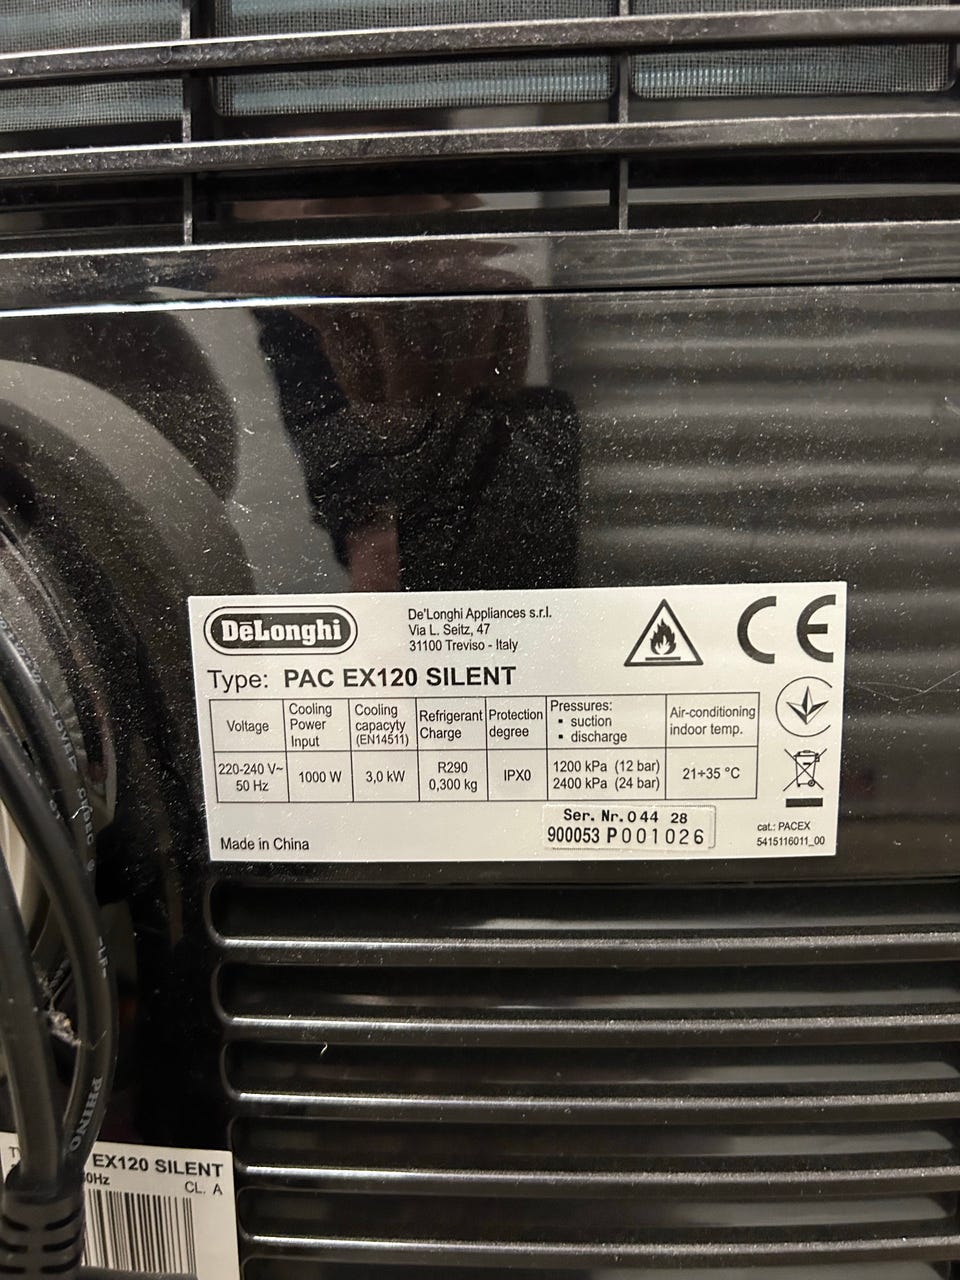 DeLonghi
De'Longhi Appliances s.r.l.
Via L. Seitz, 47
31100 Treviso - Italy
CE
Type: PAC EX120 SILENT
Voltage
Cooling Power Input
Cooling capacyty (EN14511)
Refrigerant Charge
Protection degree
Pressures:
▪ suction
▪ discharge
Air-conditioning indoor temp.
220-240 V~ 50 Hz
1000 W
3,0 kW
R290 0,300 kg
IPX0
1200 kPa (12 bar)
2400 kPa (24 bar)
21÷35 °C
Ser. Nr. 044 28
900053 P001026
Made in China
cat.: PACEX
5415116011_00
EX120 SILENT
0Hz
CL. A
PHINO